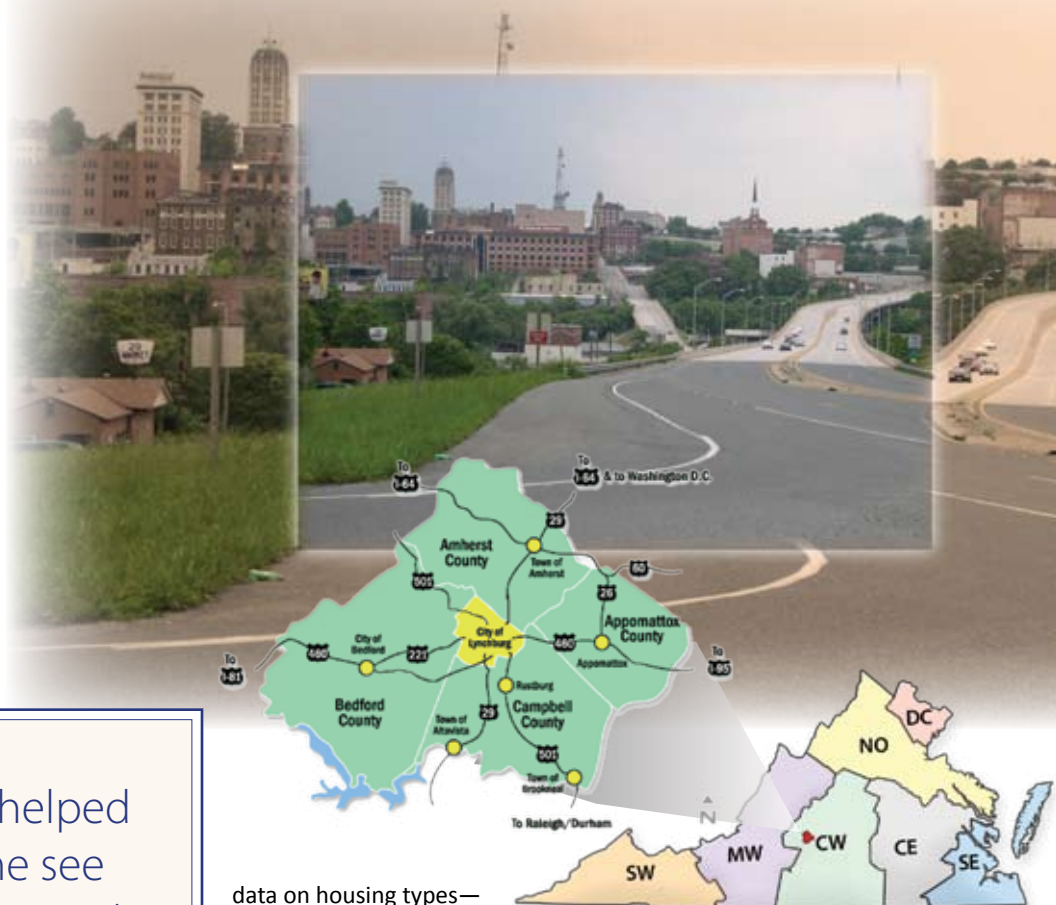 To
I-64
To
I-64 & to Washington D.C.
29
Amherst
County
Town of
Amherst
60
501
26
Appomattox
County
City of
Lynchburg
City of
Bedford
460
221
460
Appomattox
To
I-81
To
I-95
Rustburg
Bedford
County
29
Campbell
County
Town of
Altavista
501
Town of
Brookneal
To Raleigh/Durham
N
DC
NO
SW
MW
CW
CE
SE
helped
ne see
data on housing types—